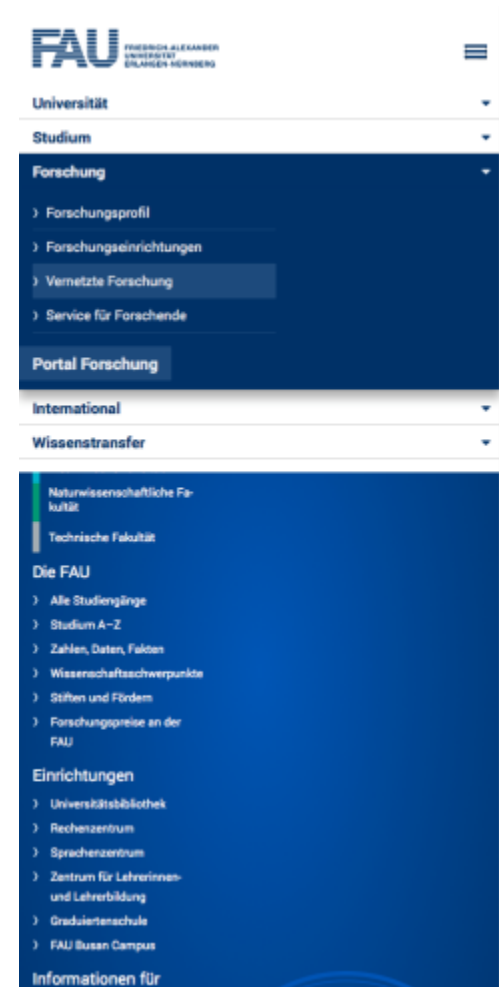 FAU
FRIEDRICH-ALEXANDER
UNIVERSITÄT
ERLANGEN-NÜRNBERG
Universität
Studium
Forschung
Forschungsprofil
Forschungseinrichtungen
Vernetzte Forschung
Service für Forschende
Portal Forschung
International
Wissenstransfer
Naturwissenschaftliche Fa-
kultät
Technische Fakultät
Die FAU
Alle Studiengänge
Studium A–Z
Zahlen, Daten, Fakten
Wissenschaftsschwerpunkte
Stiften und Fördern
Forschungspreise an der
FAU
Einrichtungen
Universitätsbibliothek
Rechenzentrum
Sprachenzentrum
Zentrum für Lehrerinnen-
und Lehrerbildung
Graduiertenschule
FAU Busan Campus
Informationen für